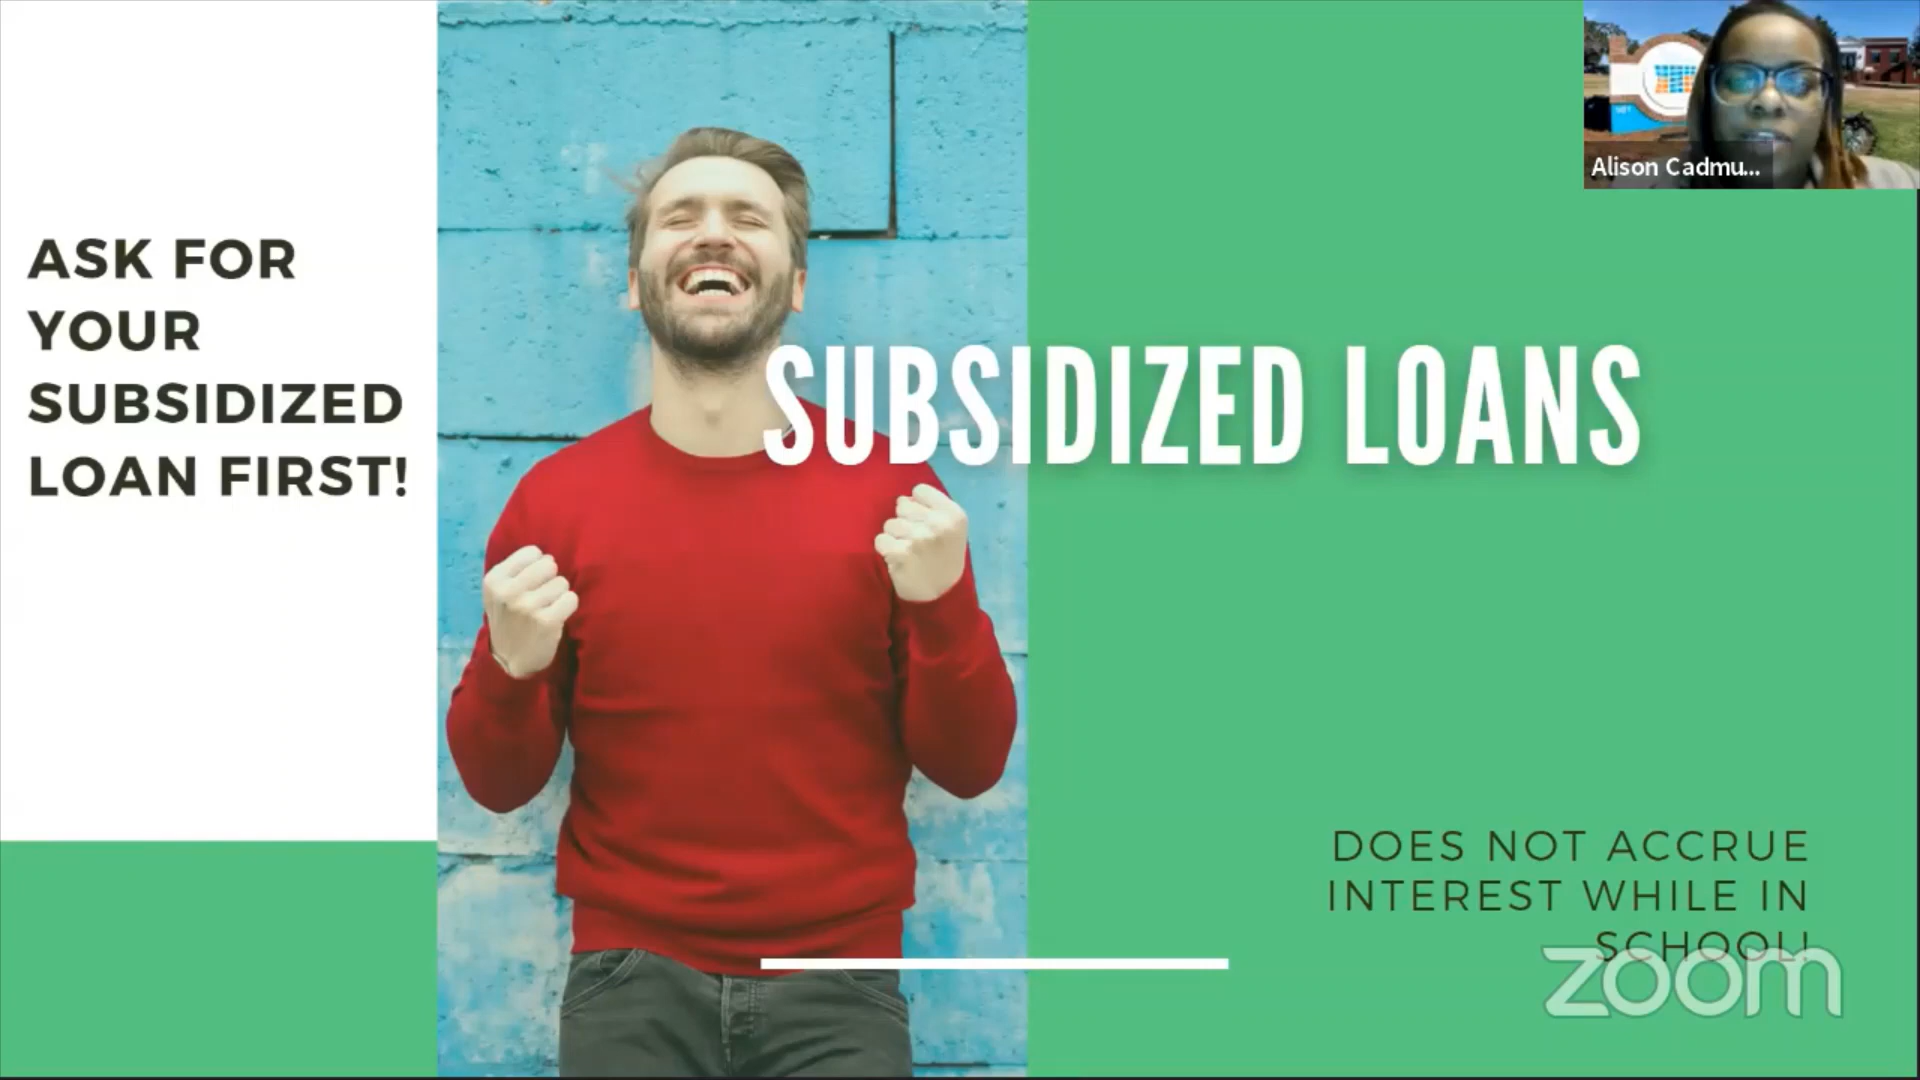 ASK FOR
YOUR
SUBSIDIZED
LOAN FIRST!
SUBSIDIZED LOANS
Alison Cadmu...
DOES NOT ACCRUE
INTEREST WHILE IN
SCHOOL!
zoom